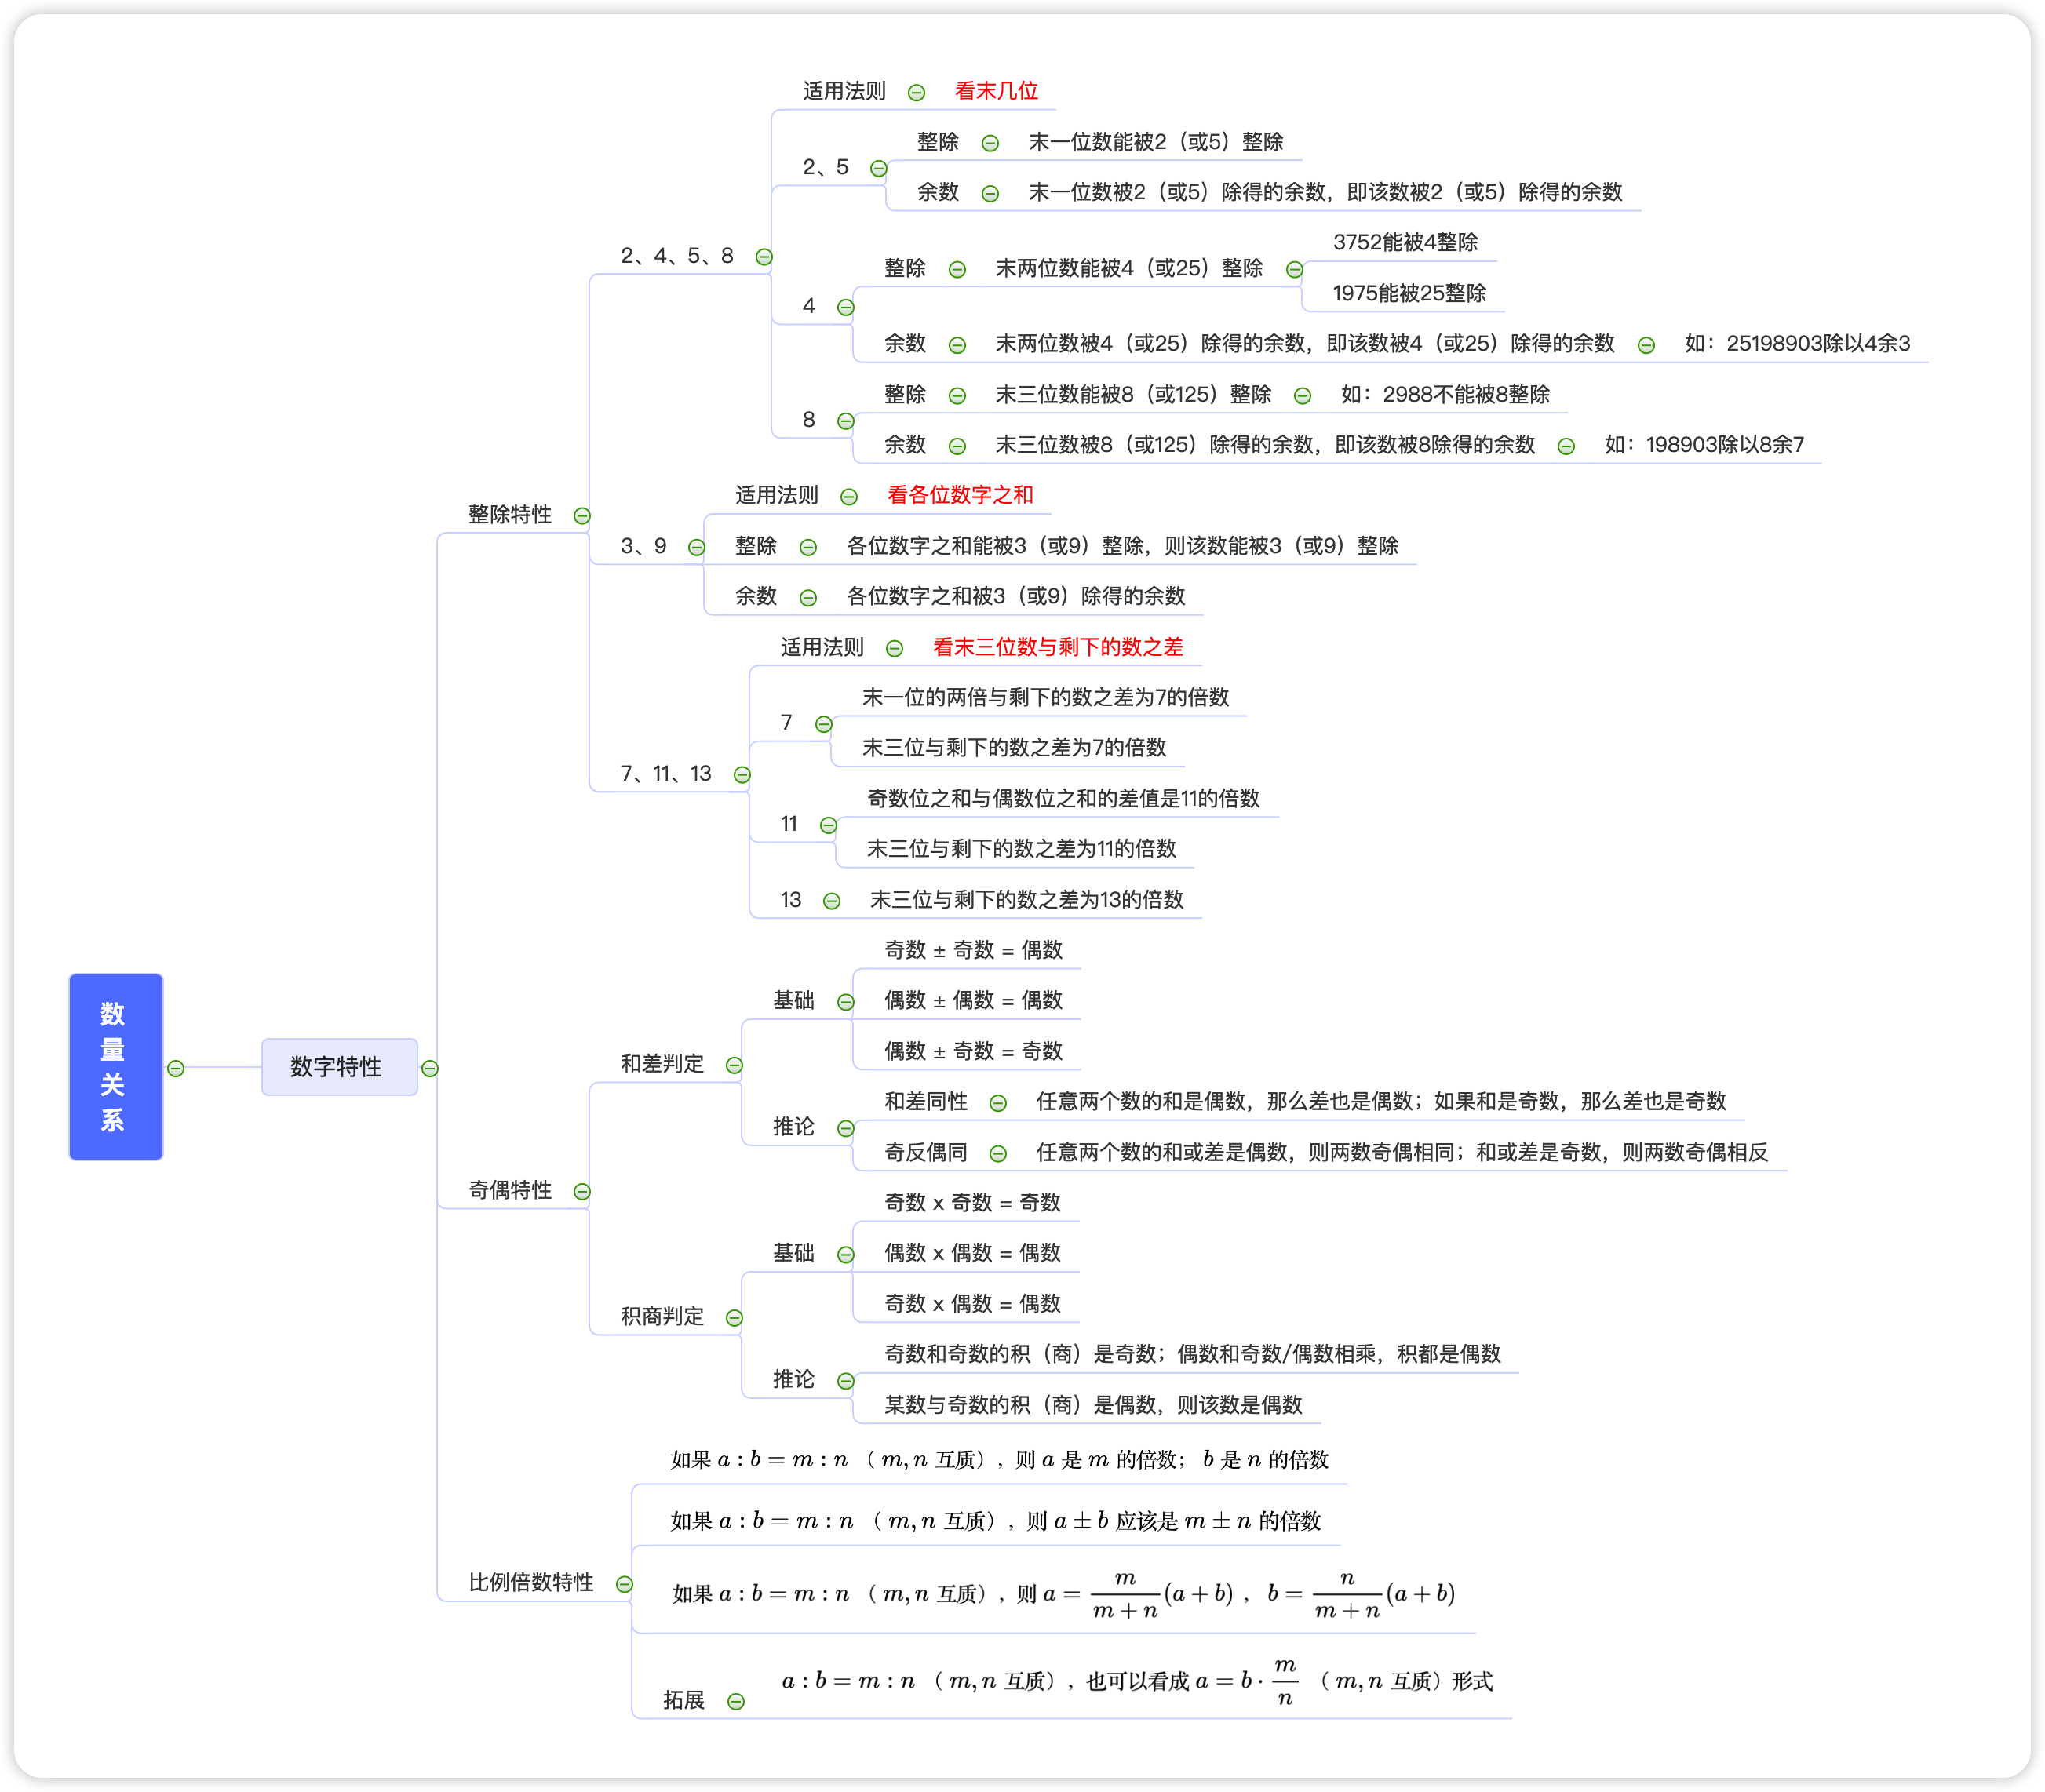 数量关系
数字特性
整除特性
2、4、5、8
适用法则
看末几位
2、5
整除
末一位数能被2（或5）整除
余数
末一位数被2（或5）除得的余数，即该数被2（或5）除得的余数
4
整除
末两位数能被4（或25）整除
3752能被4整除
1975能被25整除
余数
末两位数被4（或25）除得的余数，即该数被4（或25）除得的余数
如：25198903除以4余3
8
整除
末三位数能被8（或125）整除
如：2988不能被8整除
余数
末三位数被8（或125）除得的余数，即该数被8除得的余数
如：198903除以8余7
3、9
适用法则
看各位数字之和
整除
各位数字之和能被3（或9）整除，则该数能被3（或9）整除
余数
各位数字之和被3（或9）除得的余数
7、11、13
适用法则
看末三位数与剩下的数之差
7
末一位的两倍与剩下的数之差为7的倍数
末三位与剩下的数之差为7的倍数
11
奇数位之和与偶数位之和的差值是11的倍数
末三位与剩下的数之差为11的倍数
13
末三位与剩下的数之差为13的倍数
奇偶特性
和差判定
基础
奇数 ± 奇数 = 偶数
偶数 ± 偶数 = 偶数
偶数 ± 奇数 = 奇数
推论
和差同性
任意两个数的和是偶数，那么差也是偶数；如果和是奇数，那么差也是奇数
奇反偶同
任意两个数的和或差是偶数，则两数奇偶相同；和或差是奇数，则两数奇偶相反
积商判定
基础
奇数 x 奇数 = 奇数
偶数 x 偶数 = 偶数
奇数 x 偶数 = 偶数
推论
奇数和奇数的积（商）是奇数；偶数和奇数/偶数相乘，积都是偶数
某数与奇数的积（商）是偶数，则该数是偶数
比例倍数特性
如果 a : b = m : n （ m, n 互质），则 a 是 m 的倍数； b 是 n 的倍数
如果 a : b = m : n （ m, n 互质），则 a ± b 应该是 m ± n 的倍数
如果 a : b = m : n （ m, n 互质），则 a = \frac{m}{m + n}(a + b) ， b = \frac{n}{m + n}(a + b)
拓展
a : b = m : n （ m, n 互质），也可以看成 a = b · \frac{m}{n} （ m, n 互质）形式